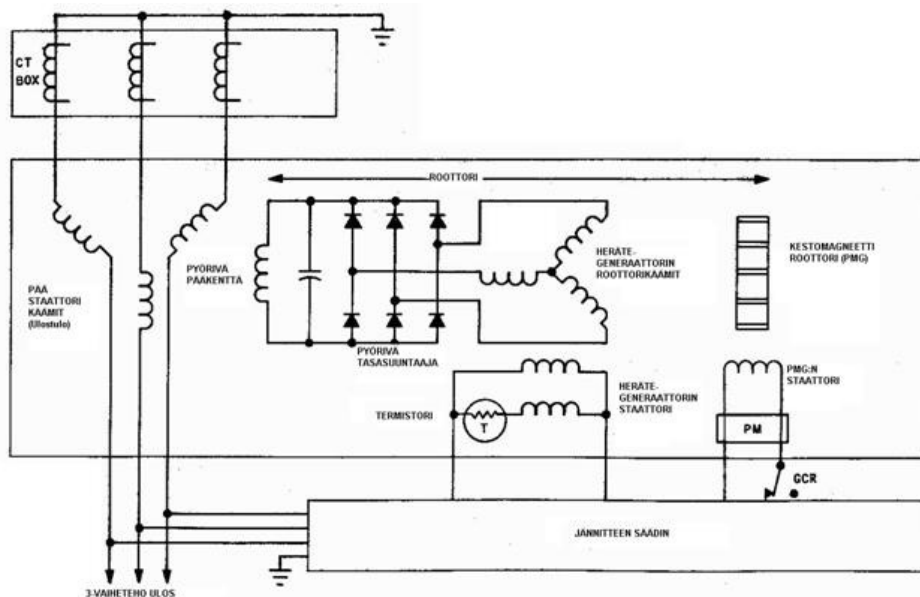 CT
BOX
ROOTTORI
PYÖRIVÄ
PÄÄKENTTÄ
HERÄTE-
GENERAATTORIN
ROOTTORIKÄÄMIT
KESTOMAGNEETTI
ROOTTORI (PMG)
PÄÄ
STAATTORI
KÄÄMIT
(Ulostulo)
PYÖRIVÄ
TASASUUNTAAJA
TERMISTORI
T
HERÄTE-
GENERAATTORIN
STAATTORI
PMG:N
STAATTORI
PM
GCR
JÄNNITTEEN SÄÄDIN
3-VAIHETEHO ULOS